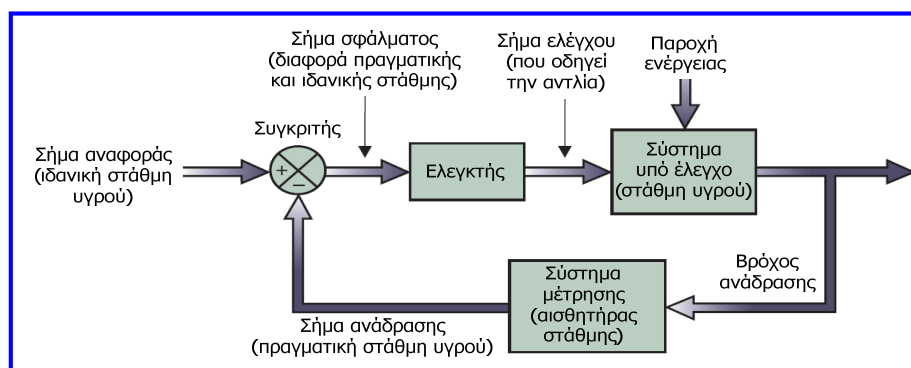 Σήμα σφάλματος
(διαφορά πραγματικής
και ιδανικής στάθμης)
Σήμα ελέγχου
(που οδηγεί
την αντλία)
Παροχή
ενέργειας
Συγκριτής
Σήμα αναφοράς
(ιδανική στάθμη
υγρού)
+
−
Ελεγκτής
Σύστημα
υπό έλεγχο
(στάθμη υγρού)
Βρόχος
ανάδρασης
Σύστημα
μέτρησης
(αισθητήρας
στάθμης)
Σήμα ανάδρασης
(πραγματική στάθμη υγρού)